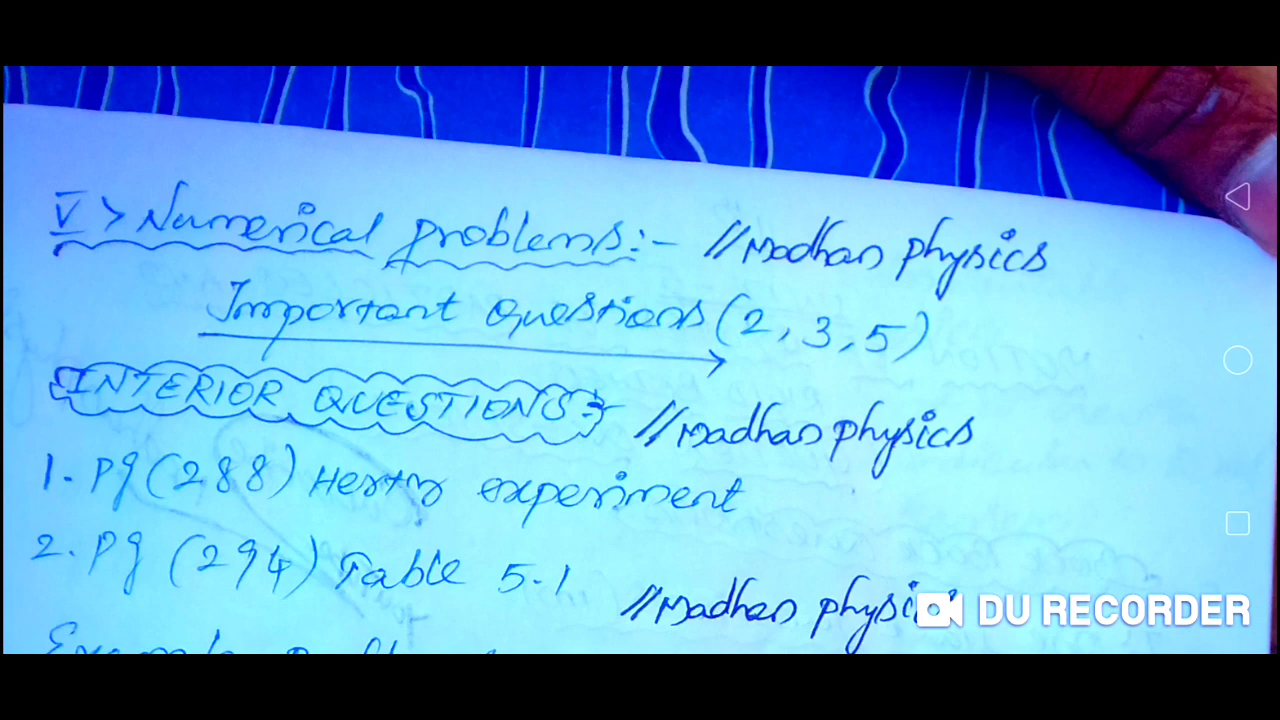 V> Numerical problems:- //Madhan physics
Important Questions (2, 3, 5)
INTERIOR QUESTIONS:- //Madhan physics
1. Pg (288) Hertz experiment
2. Pg (294) Table 5.1
//Madhan physics
DU RECORDER